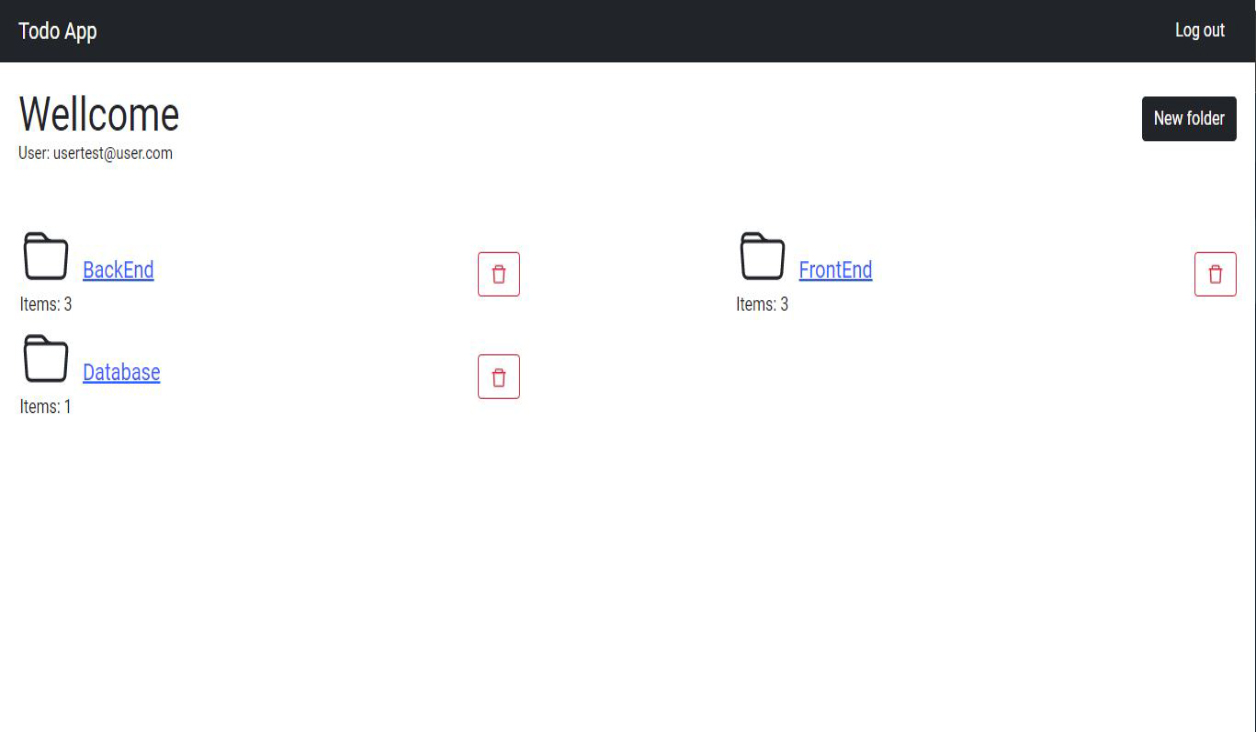 Todo App
Log out
Wellcome
New folder
User: usertest@user.com
BackEnd
Items: 3
FrontEnd
Items: 3
Database
Items: 1